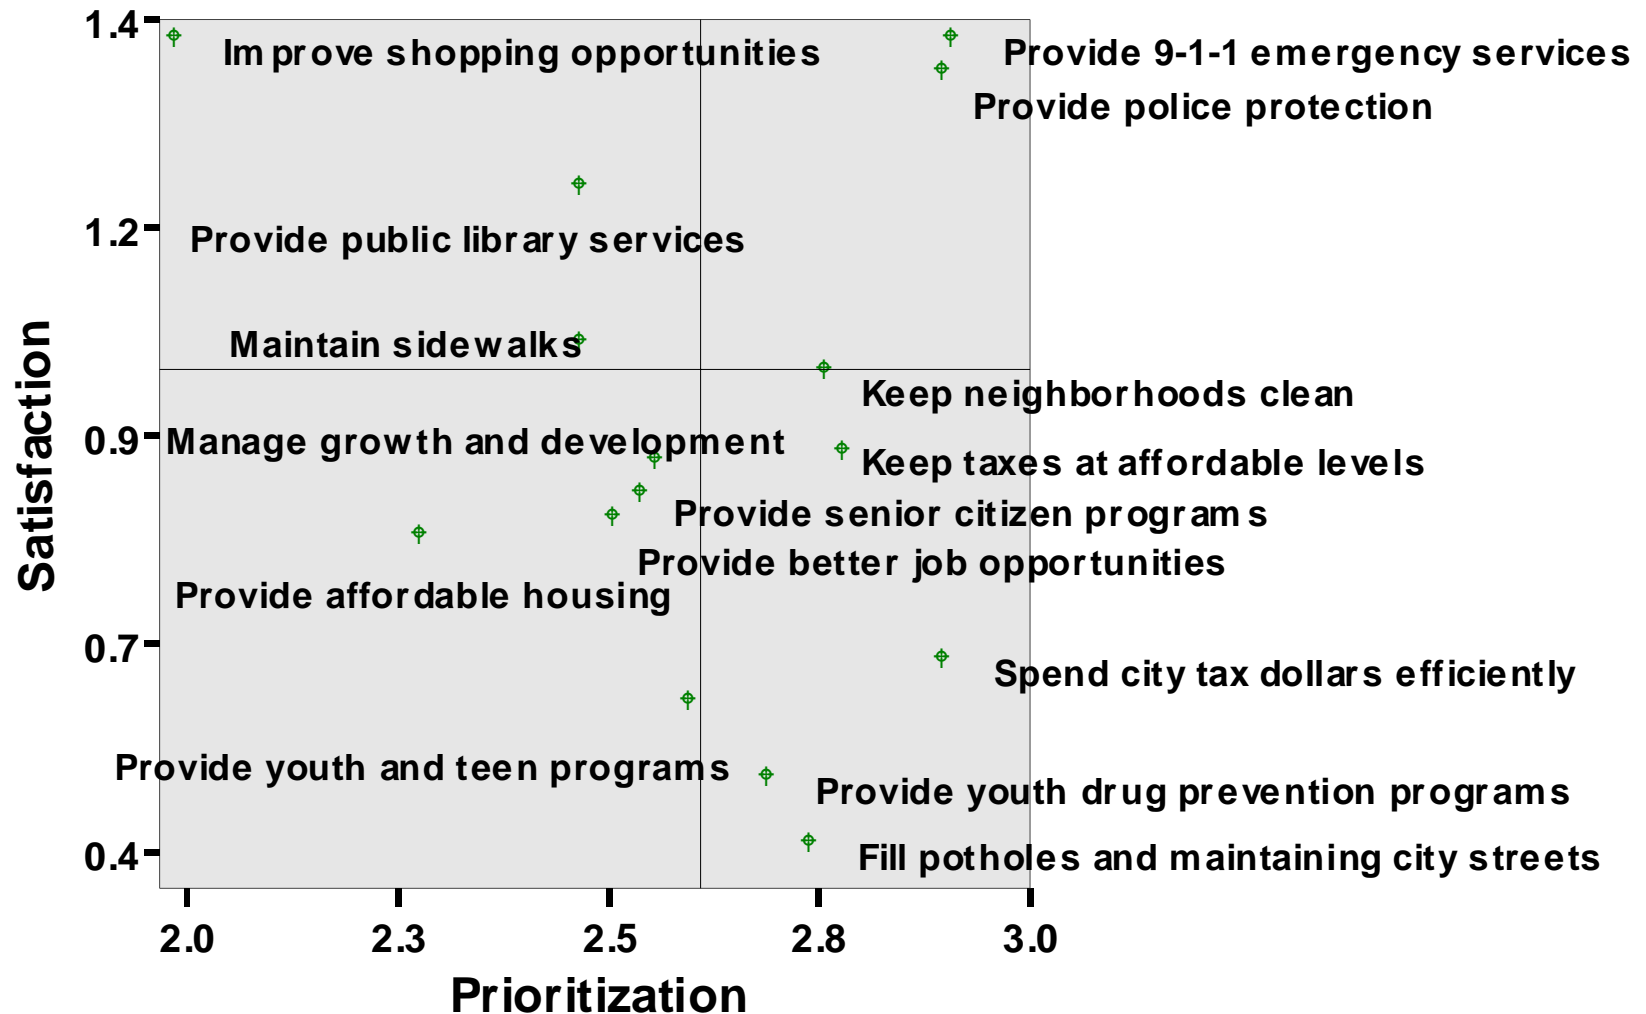 1.4
Improve shopping opportunities
Provide 9-1-1 emergency services
Provide police protection
1.2
Provide public library services
Maintain sidewalks
Keep neighborhoods clean
0.9
Manage growth and development
Keep taxes at affordable levels
Provide senior citizen programs
Provide better job opportunities
Provide affordable housing
0.7
Spend city tax dollars efficiently
Provide youth and teen programs
Provide youth drug prevention programs
0.4
Fill potholes and maintaining city streets
Satisfaction
2.0 2.3 2.5 2.8 3.0
Prioritization